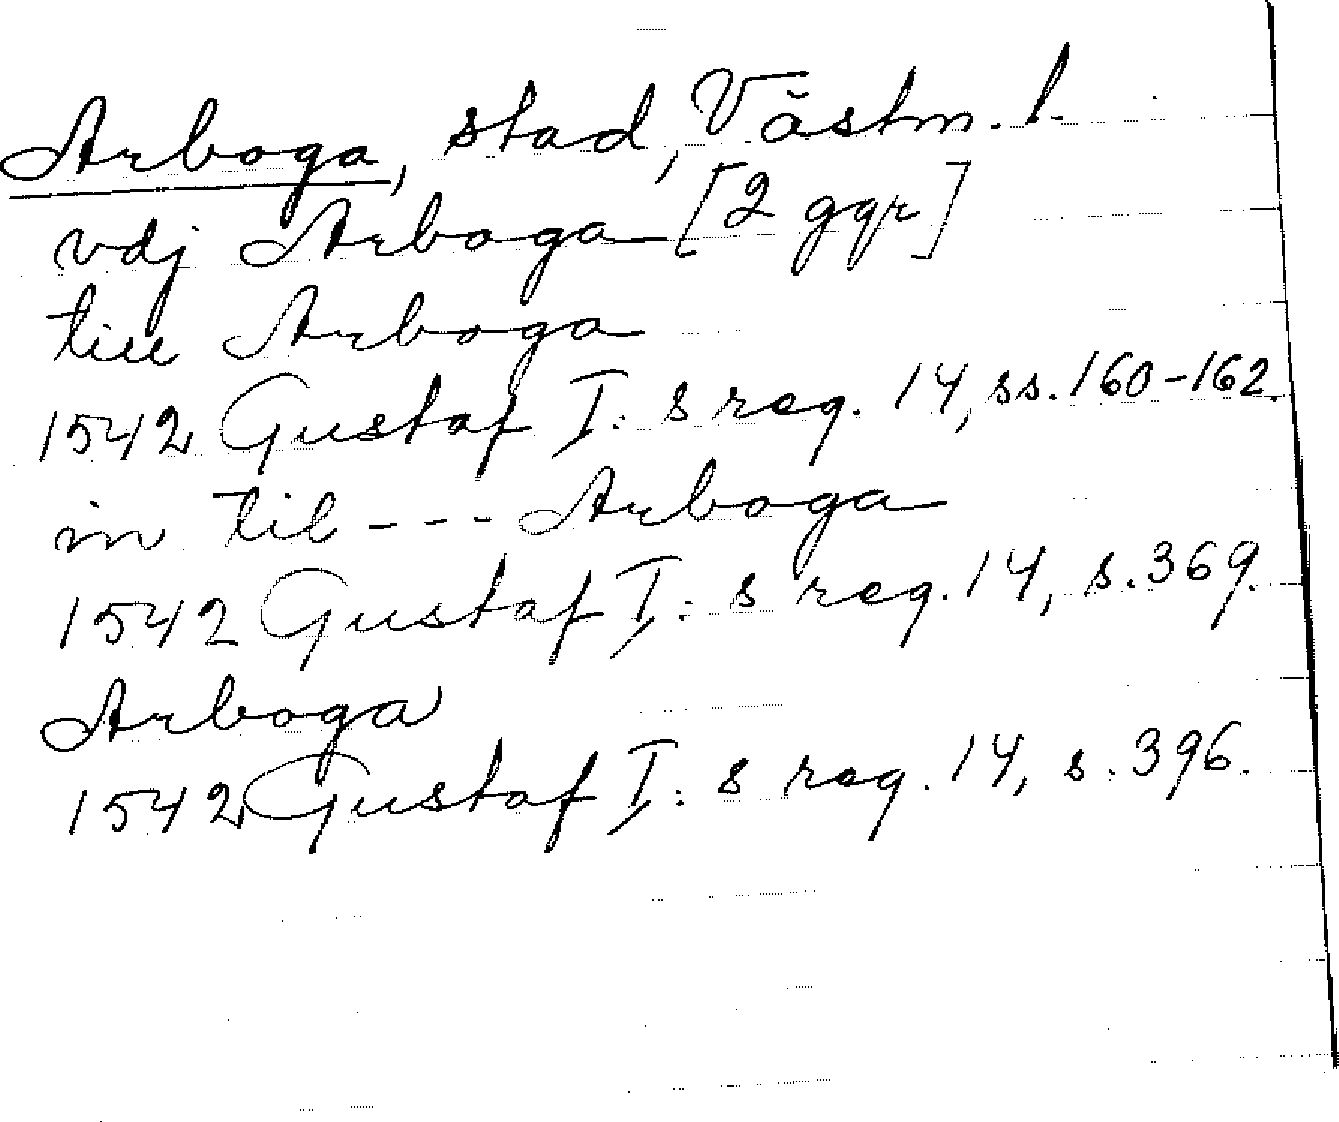 Arboga, stad, Västm. l.
vdj Arboga [2 ggr]
till Arboga
1542 Gustaf I:s reg. 14, ss. 160-162.
in til --- Arboga
1542 Gustaf I:s reg. 14, s. 369.
Arboga
1542 Gustaf I:s reg. 14, s. 396.